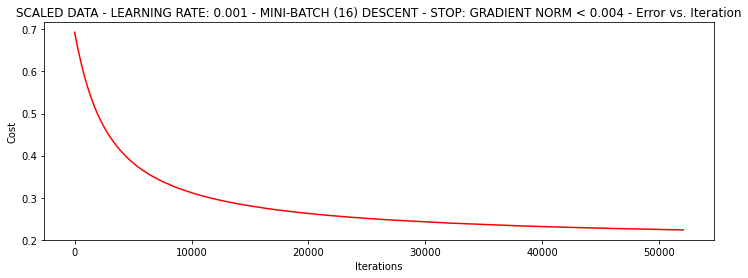 SCALED DATA - LEARNING RATE: 0.001 - MINI-BATCH (16) DESCENT - STOP: GRADIENT NORM < 0.004 - Error vs. Iteration
0.7
0.6
0.5
0.4
0.3
0.2
Cost
0 10000 20000 30000 40000 50000
Iterations